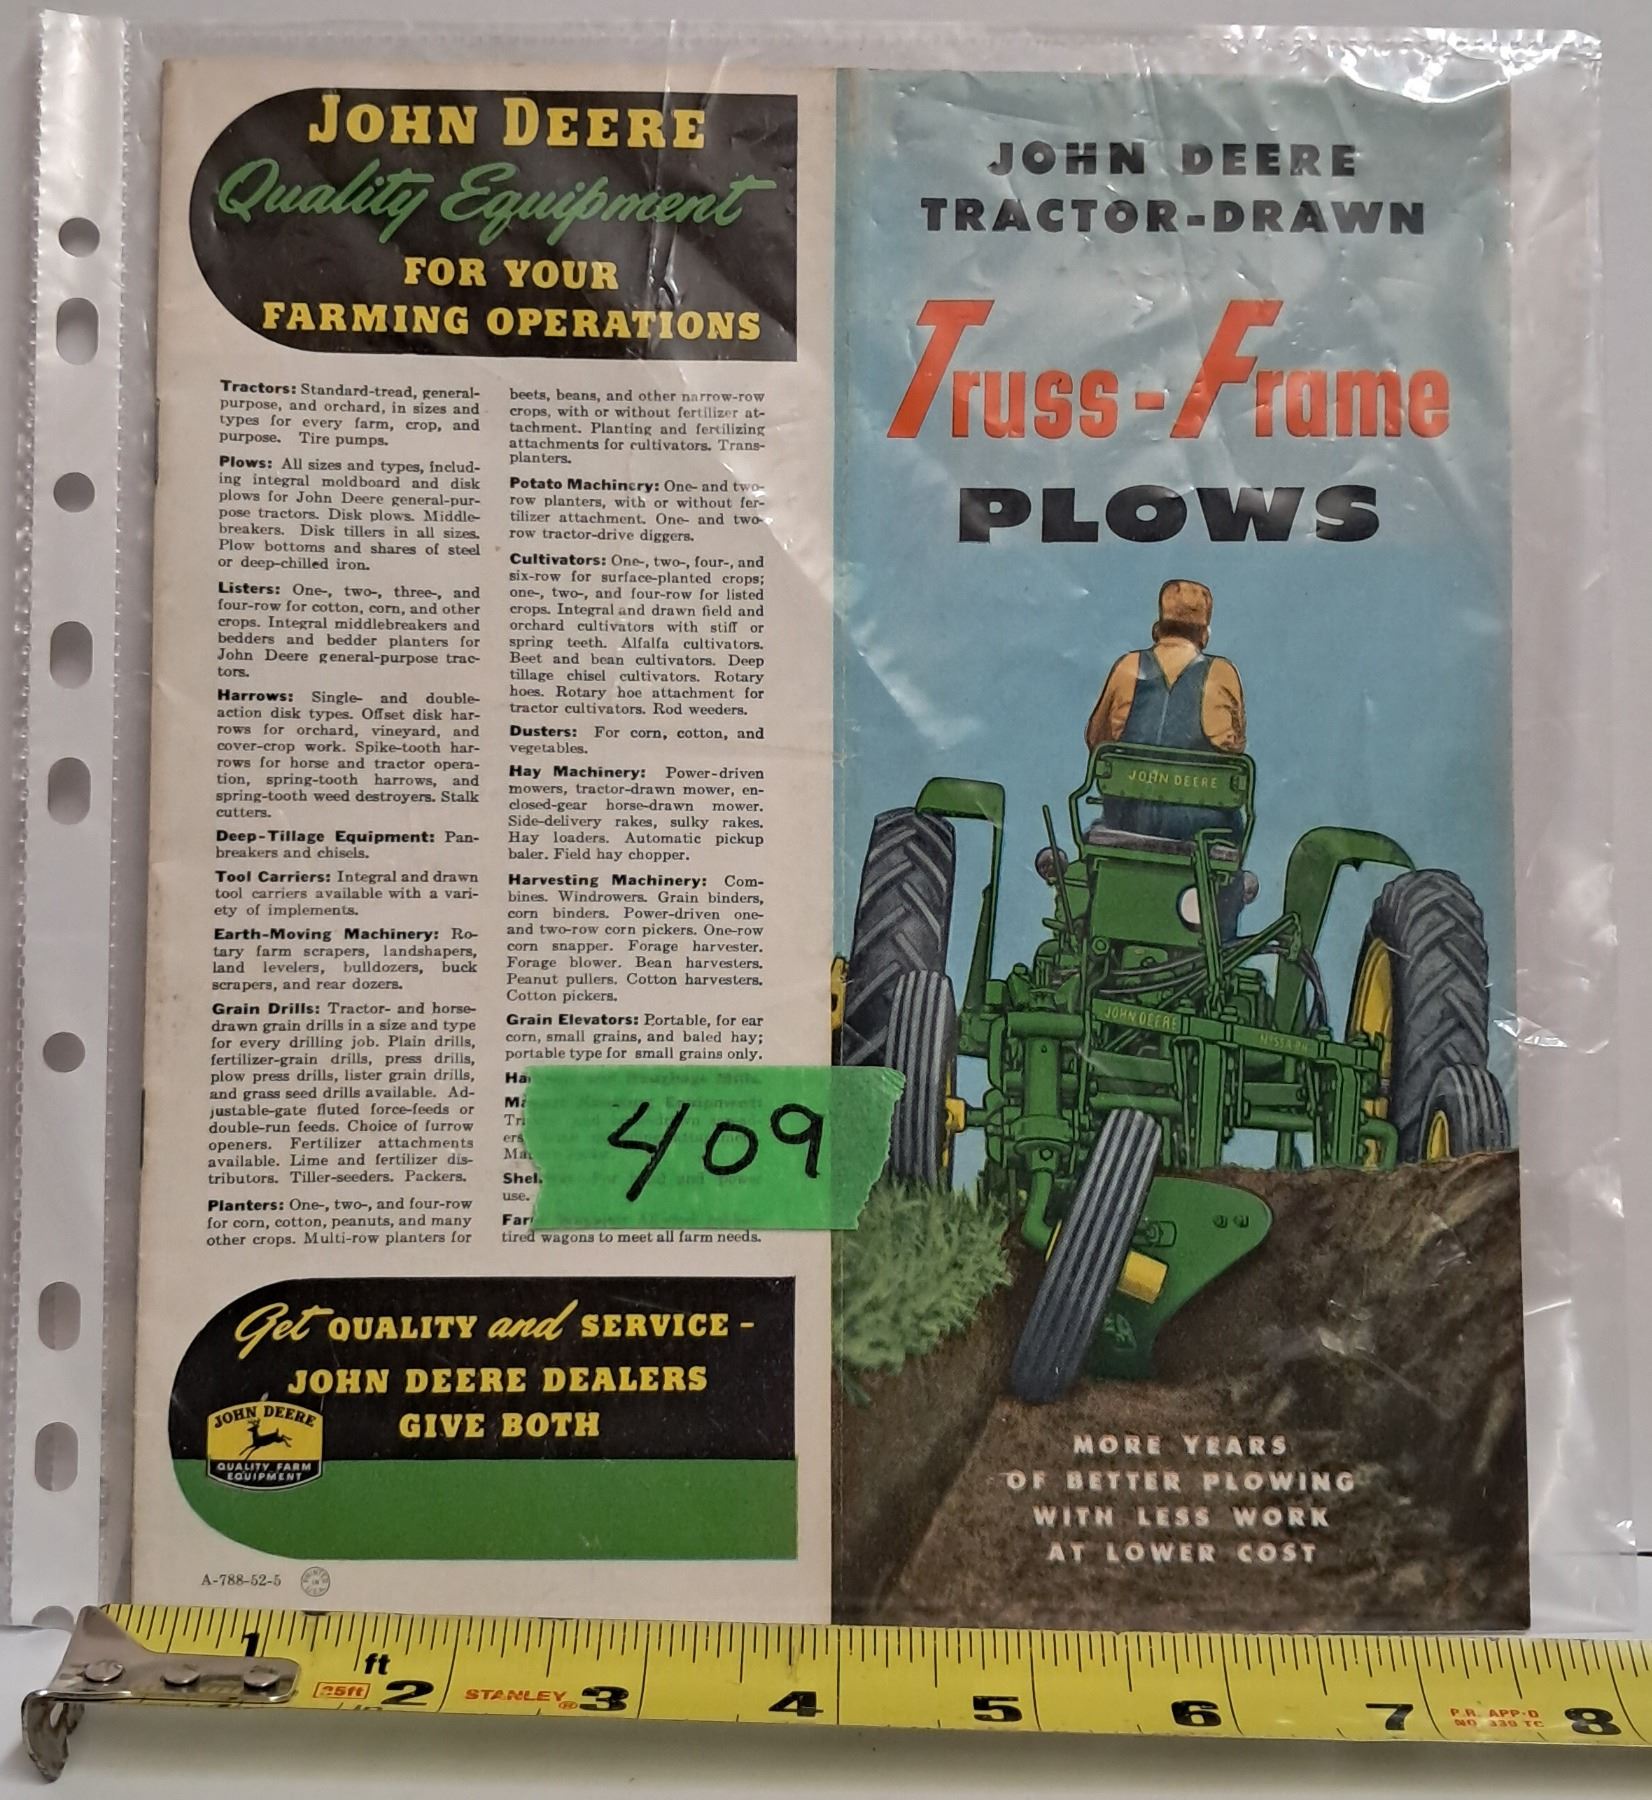 JOHN DEERE
Quality Equipment
FOR YOUR
FARMING OPERATIONS
Tractors: Standard-tread, general-
purpose, and orchard, in sizes and
types for every farm, crop, and
purpose. Tire pumps.
Plows: All sizes and types, includ-
ing integral moldboard and disk
plows for John Deere general-pur-
pose tractors. Disk plows. Middle-
breakers. Disk tillers in all sizes.
Plow bottoms and shares of steel
or deep-chilled iron.
Listers: One-, two-, three-, and
four-row for cotton, corn, and other
crops. Integral middlebreakers and
bedders and bedder planters for
John Deere general-purpose trac-
tors.
Harrows: Single- and double-
action disk types. Offset disk har-
rows for orchard, vineyard, and
cover-crop work. Spike-tooth har-
rows for horse and tractor opera-
tion, spring-tooth harrows, and
spring-tooth weed destroyers. Stalk
cutters.
Deep-Tillage Equipment: Pan-
breakers and chisels.
Tool Carriers: Integral and drawn
tool carriers available with a vari-
ety of implements.
Earth-Moving Machinery: Ro-
tary farm scrapers, landshapers,
land levelers, bulldozers, buck
scrapers, and rear dozers.
Grain Drills: Tractor- and horse-
drawn grain drills in a size and type
for every drilling job. Plain drills,
fertilizer-grain drills, press drills,
plow press drills, lister grain drills,
and grass seed drills available. Ad-
justable-gate fluted force-feeds or
double-run feeds. Choice of furrow
openers. Fertilizer attachments
available. Lime and fertilizer dis-
tributors. Tiller-seeders. Packers.
Planters: One-, two-, and four-row
for corn, cotton, peanuts, and many
other crops. Multi-row planters for
beets, beans, and other narrow-row
crops, with or without fertilizer at-
tachment. Planting and fertilizing
attachments for cultivators. Trans-
planters.
Potato Machinery: One- and two-
row planters, with or without fer-
tilizer attachment. One- and two-
row tractor-drive diggers.
Cultivators: One-, two-, four-, and
six-row for surface-planted crops;
one-, two-, and four-row for listed
crops. Integral and drawn field and
orchard cultivators with stiff or
spring teeth. Alfalfa cultivators.
Beet and bean cultivators. Deep
tillage chisel cultivators. Rotary
hoes. Rotary hoe attachment for
tractor cultivators. Rod weeders.
Dusters: For corn, cotton, and
vegetables.
Hay Machinery: Power-driven
mowers, tractor-drawn mower, en-
closed-gear horse-drawn mower.
Side-delivery rakes, sulky rakes.
Hay loaders. Automatic pickup
baler. Field hay chopper.
Harvesting Machinery: Com-
bines. Windrowers. Grain binders,
corn binders. Power-driven one-
and two-row corn pickers. One-row
corn snapper. Forage harvester.
Forage blower. Bean harvesters.
Peanut pullers. Cotton harvesters.
Cotton pickers.
Grain Elevators: Portable, for ear
corn, small grains, and baled hay;
portable type for small grains only.
Equipment:
and power
use.
tired wagons to meet all farm needs.
409
Get QUALITY and SERVICE -
JOHN DEERE DEALERS
GIVE BOTH
JOHN DEERE
QUALITY FARM
EQUIPMENT
A-788-52-5
PRINTED
IN
U.S.A.
JOHN DEERE
TRACTOR-DRAWN
Truss-Frame
PLOWS
JOHN DEERE
JOHN DEERE
MORE YEARS
OF BETTER PLOWING
WITH LESS WORK
AT LOWER COST
1 ft 2 3 4 5 6 7 8
25ft STANLEY® P.R. APP-D